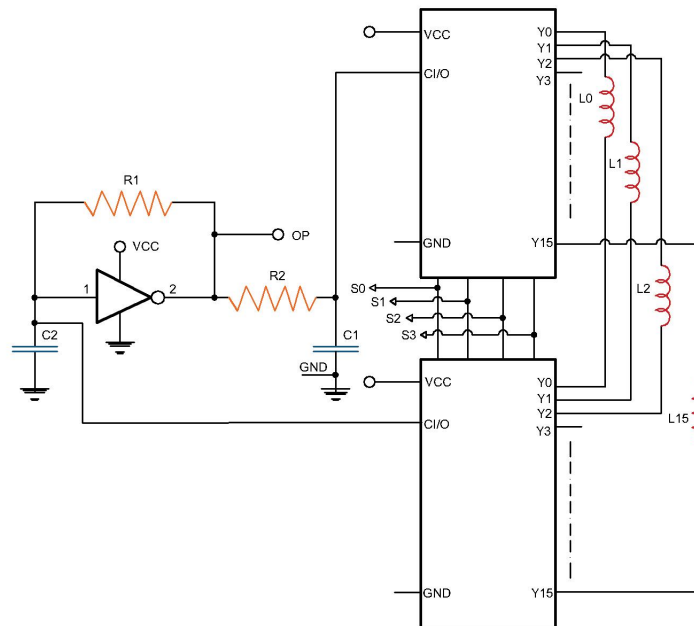 VCC
CI/O
GND
Y0
Y1
Y2
Y3
Y15
L0
L1
L2
L15
R1
VCC
OP
1
2
R2
C2
C1
GND
S0
S1
S2
S3
VCC
CI/O
GND
Y0
Y1
Y2
Y3
Y15